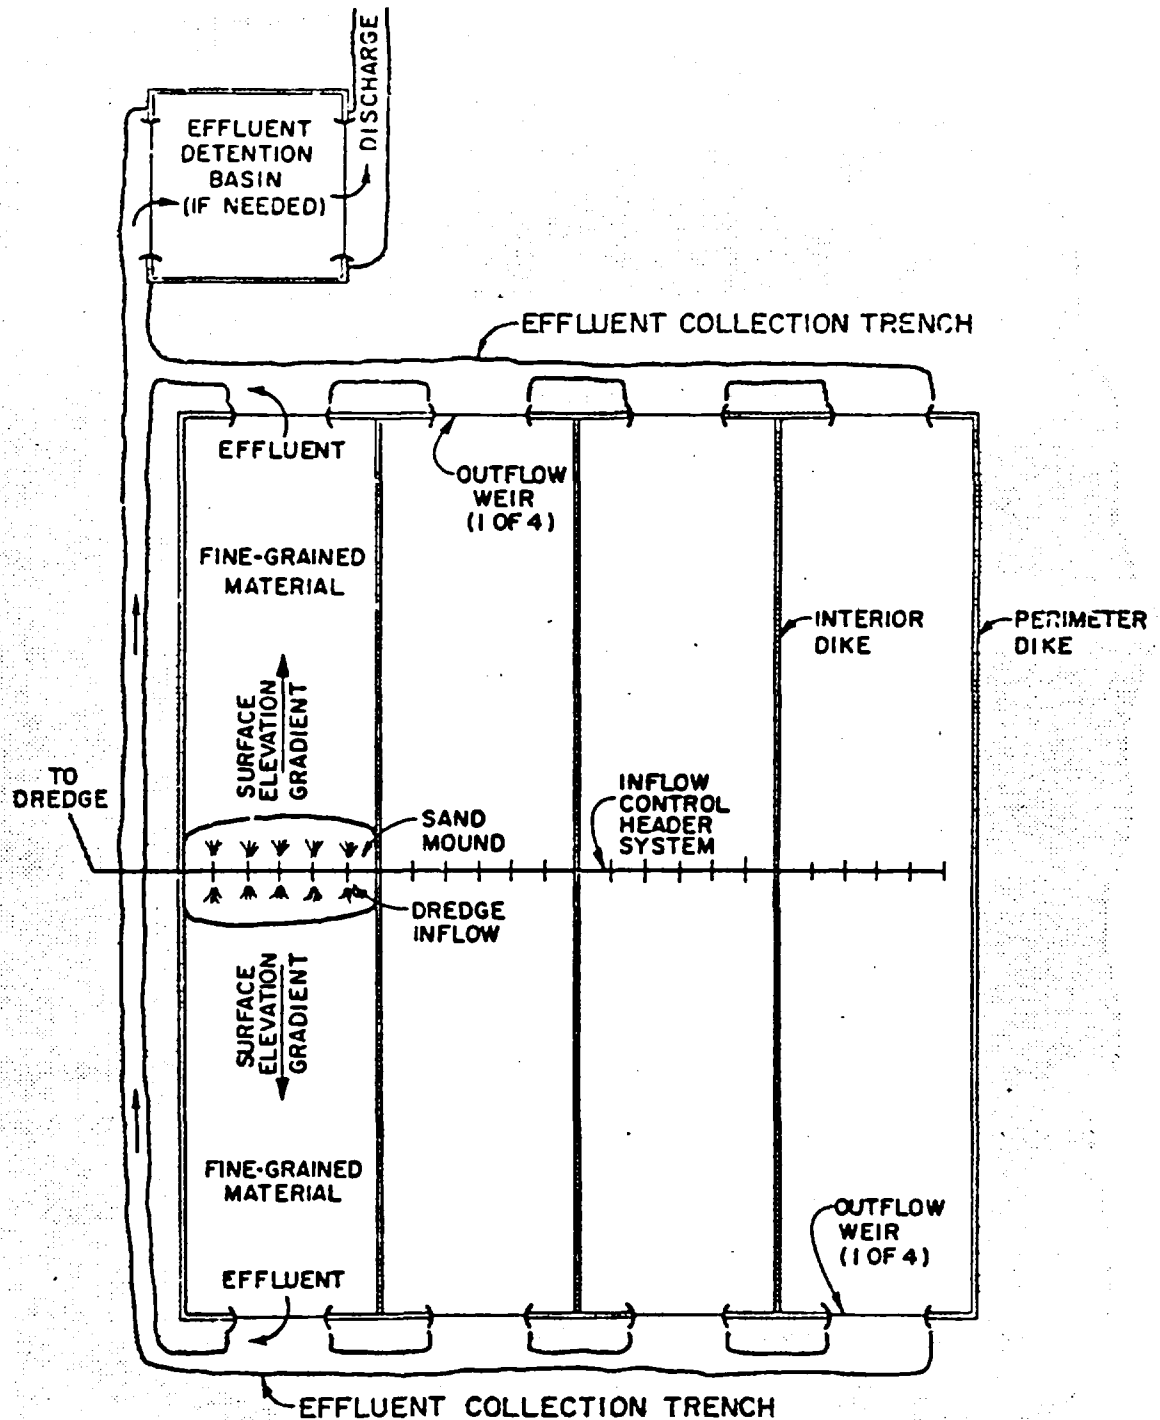 DISCHARGE
EFFLUENT
DETENTION
BASIN
(IF NEEDED)
EFFLUENT COLLECTION TRENCH
EFFLUENT
OUTFLOW
WEIR
(1 OF 4)
FINE-GRAINED
MATERIAL
INTERIOR
DIKE
PERIMETER
DIKE
SURFACE
ELEVATION
GRADIENT
TO
DREDGE
INFLOW
CONTROL
HEADER
SYSTEM
SAND
MOUND
DREDGE
INFLOW
SURFACE
ELEVATION
GRADIENT
FINE-GRAINED
MATERIAL
OUTFLOW
WEIR
(1 OF 4)
EFFLUENT
EFFLUENT COLLECTION TRENCH